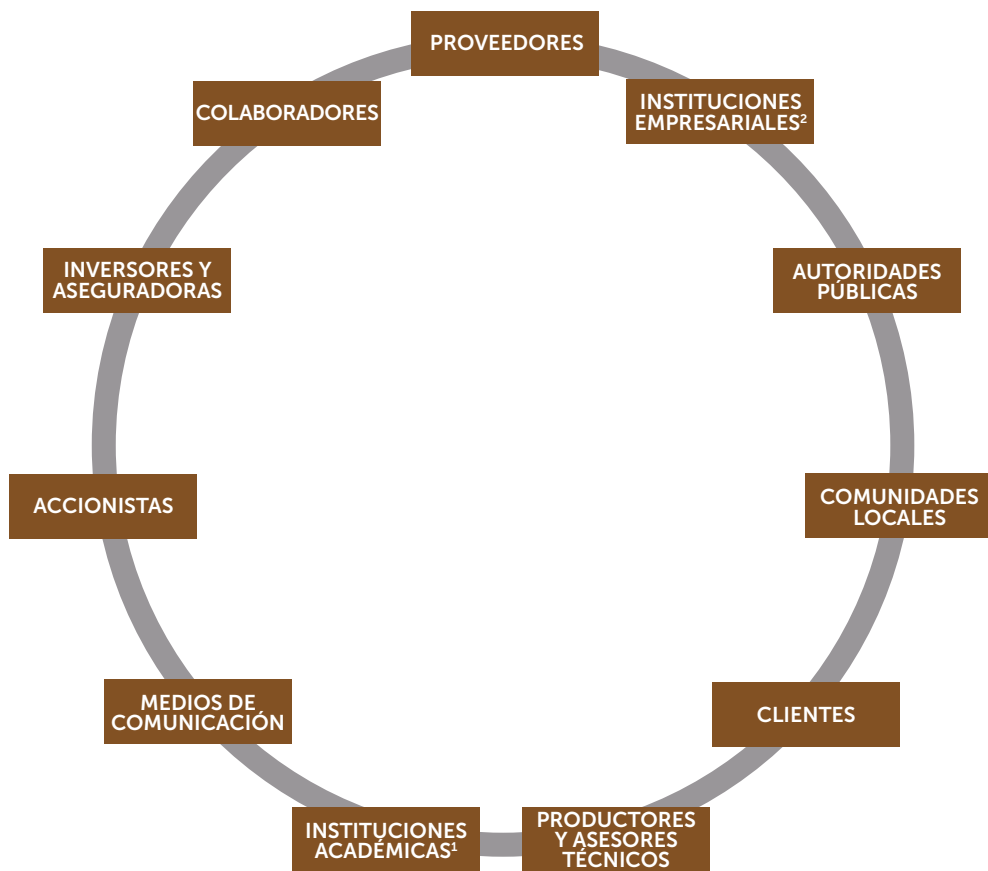 PROVEEDORES
INSTITUCIONES
EMPRESARIALES²
AUTORIDADES
PÚBLICAS
COMUNIDADES
LOCALES
CLIENTES
PRODUCTORES
Y ASESORES
TÉCNICOS
INSTITUCIONES
ACADÉMICAS¹
MEDIOS DE
COMUNICACIÓN
ACCIONISTAS
INVERSORES Y
ASEGURADORAS
COLABORADORES